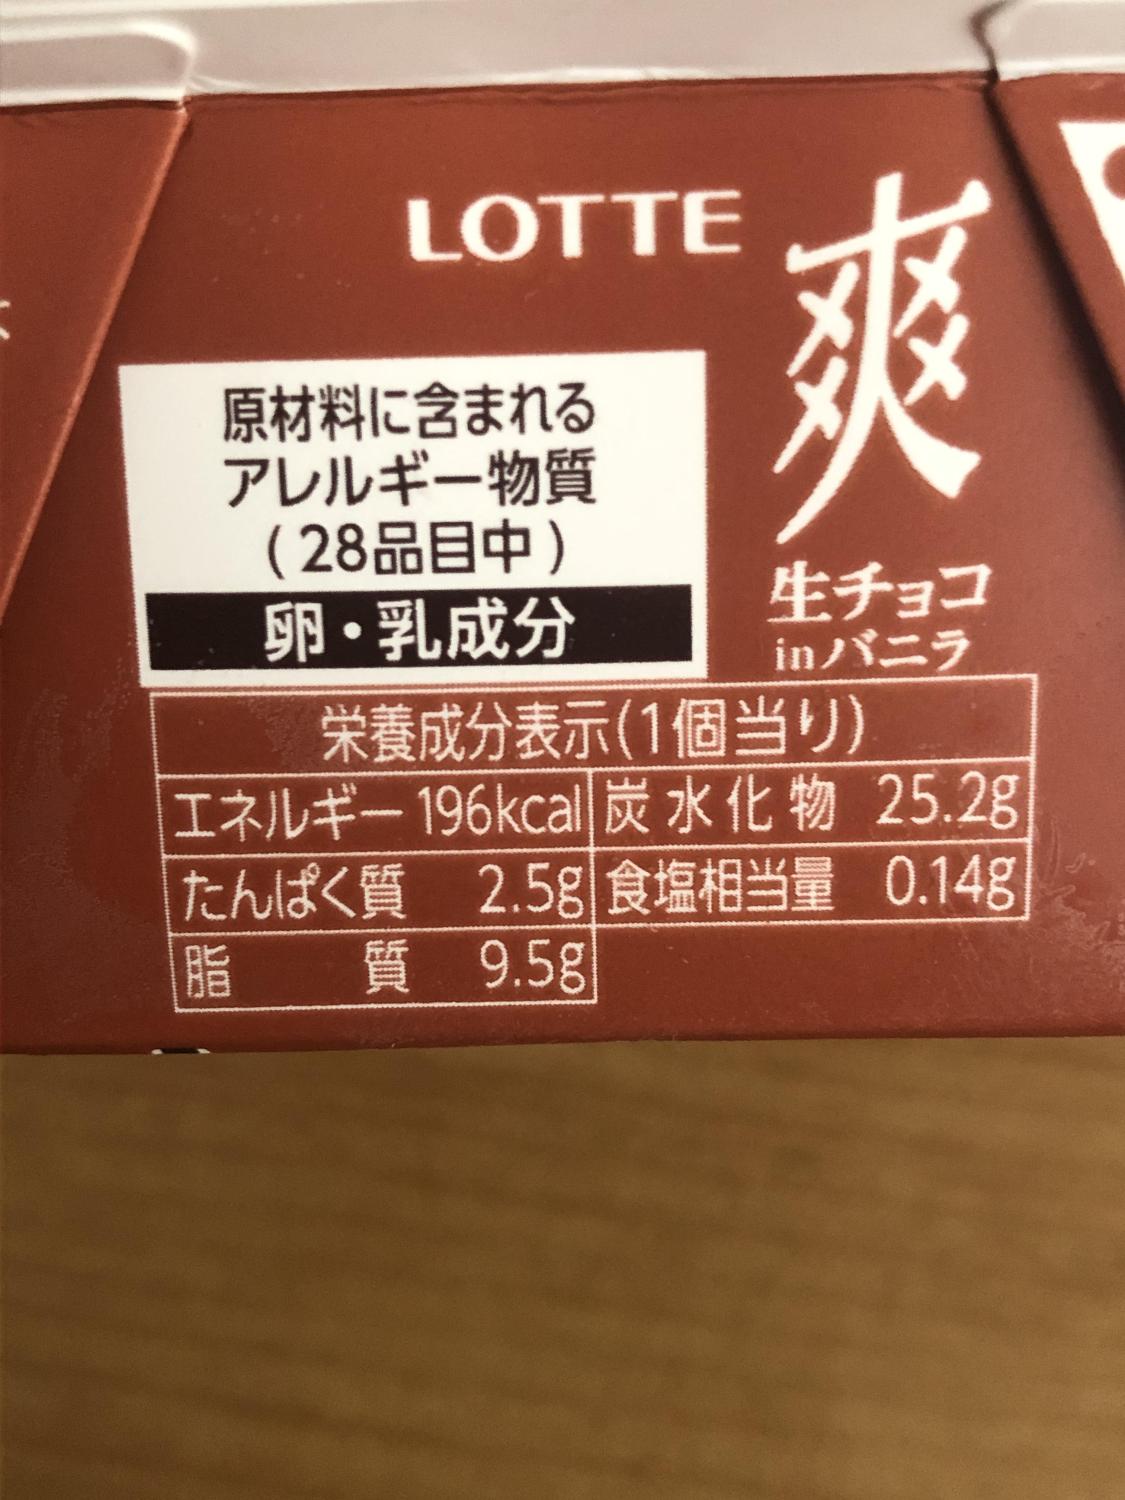 LOTTE
爽
生チョコ
inバニラ
原材料に含まれる
アレルギー物質
(28品目中)
卵・乳成分
栄養成分表示(1個当り)
エネルギー 196kcal 炭水化物 25.2g
たんぱく質 2.5g 食塩相当量 0.14g
脂質 9.5g